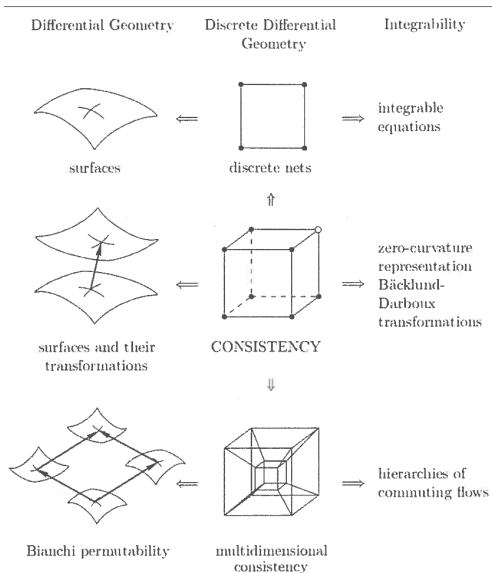 Differential Geometry
Discrete Differential
Geometry
Integrability
surfaces
discrete nets
integrable
equations
surfaces and their
transformations
CONSISTENCY
zero-curvature
representation
Bäcklund-
Darboux
transformations
Bianchi permutability
multidimensional
consistency
hierarchies of
commuting flows